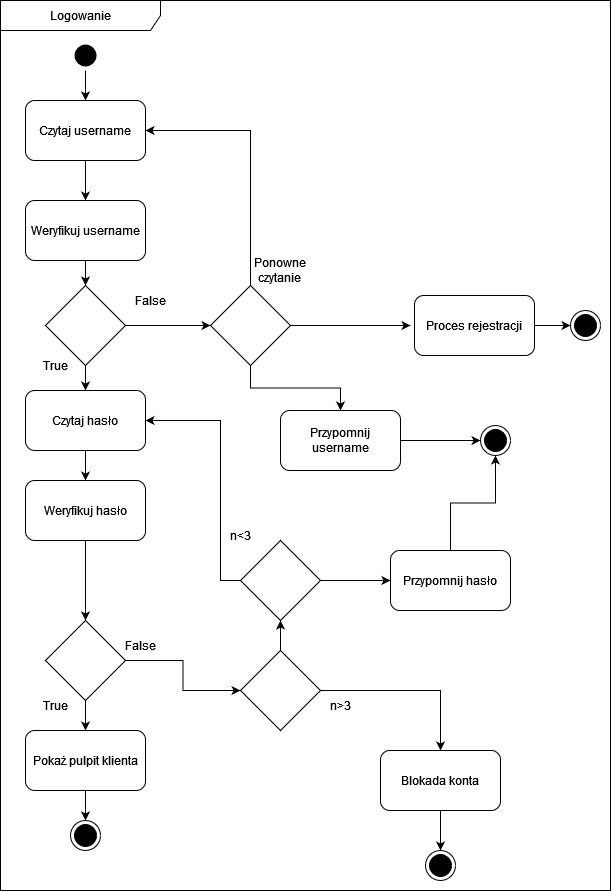 Logowanie
Czytaj username
Weryfikuj username
Ponowne
czytanie
False
Proces rejestracji
True
Czytaj hasło
Przypomnij
username
Weryfikuj hasło
n<3
Przypomnij hasło
False
True
n>3
Pokaż pulpit klienta
Blokada konta